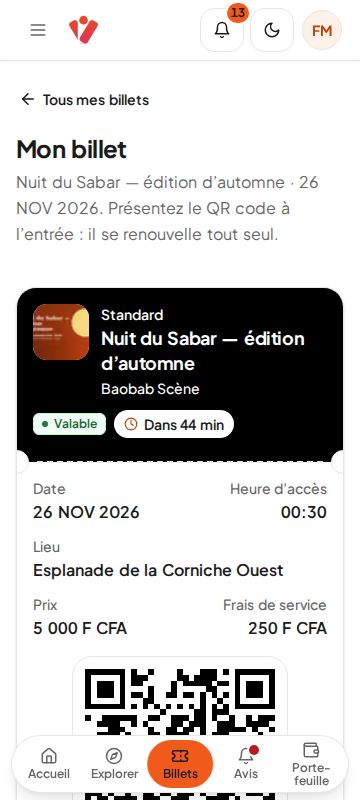 13
FM
Tous mes billets
Mon billet
Nuit du Sabar — édition d’automne · 26
NOV 2026. Présentez le QR code à
l’entrée : il se renouvelle tout seul.
Standard
Nuit du Sabar — édition
d’automne
Baobab Scène
Valable
Dans 44 min
Date
Heure d’accès
26 NOV 2026
00:30
Lieu
Esplanade de la Corniche Ouest
Prix
Frais de service
5 000 F CFA
250 F CFA
Accueil
Explorer
Billets
Avis
Porte-
feuille